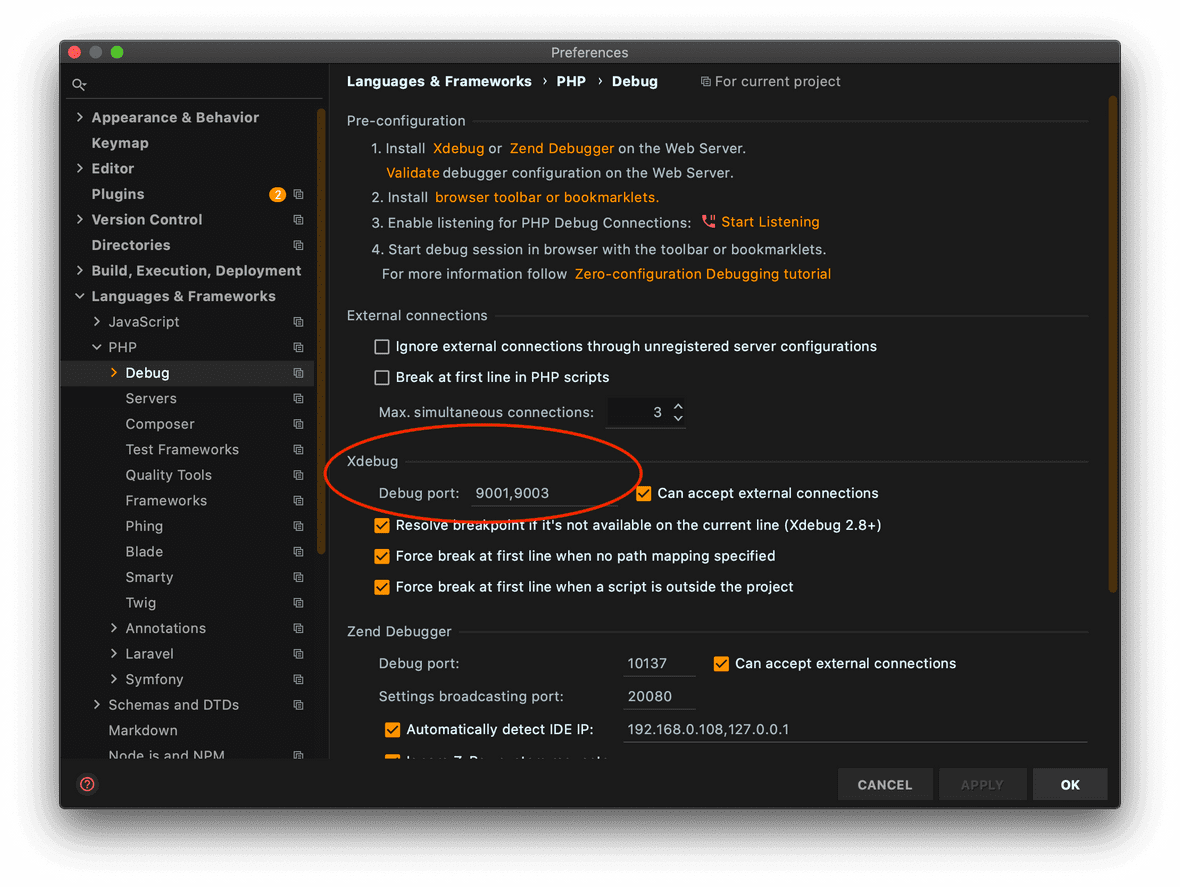 Preferences
Appearance & Behavior
Keymap
Editor
Plugins 2
Version Control
Directories
Build, Execution, Deployment
Languages & Frameworks
JavaScript
PHP
Debug
Servers
Composer
Test Frameworks
Quality Tools
Frameworks
Phing
Blade
Smarty
Twig
Annotations
Laravel
Symfony
Schemas and DTDs
Markdown
Node.js and NPM
Languages & Frameworks › PHP › Debug For current project
Pre-configuration
1. Install Xdebug or Zend Debugger on the Web Server.
Validate debugger configuration on the Web Server.
2. Install browser toolbar or bookmarklets.
3. Enable listening for PHP Debug Connections: Start Listening
4. Start debug session in browser with the toolbar or bookmarklets.
For more information follow Zero-configuration Debugging tutorial
External connections
Ignore external connections through unregistered server configurations
Break at first line in PHP scripts
Max. simultaneous connections: 3
Xdebug
Debug port: 9001,9003 Can accept external connections
Resolve breakpoint if it's not available on the current line (Xdebug 2.8+)
Force break at first line when no path mapping specified
Force break at first line when a script is outside the project
Zend Debugger
Debug port: 10137 Can accept external connections
Settings broadcasting port: 20080
Automatically detect IDE IP: 192.168.0.108,127.0.0.1
CANCEL APPLY OK